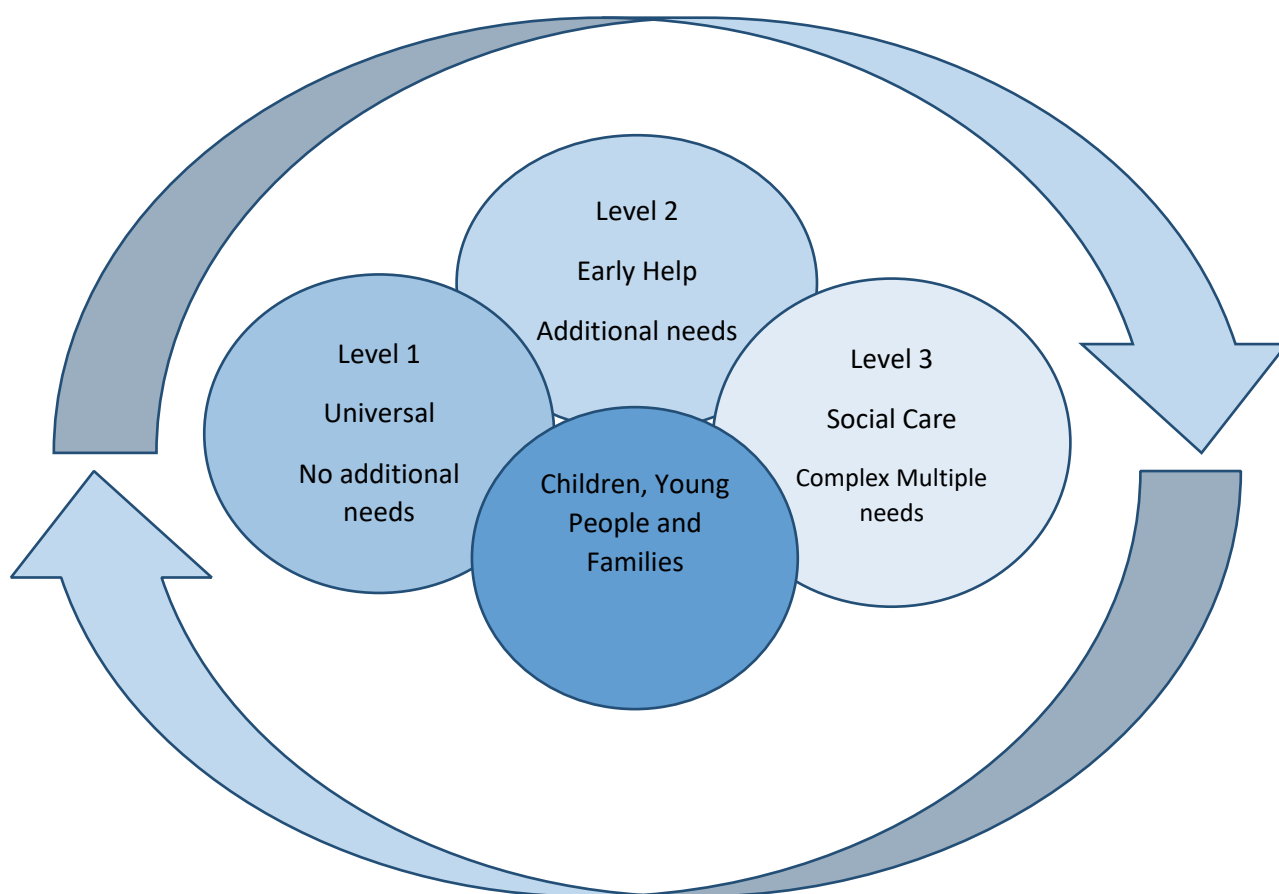 Level 2
Early Help
Additional needs
Level 1
Universal
No additional
needs
Level 3
Social Care
Complex Multiple
needs
Children, Young
People and
Families